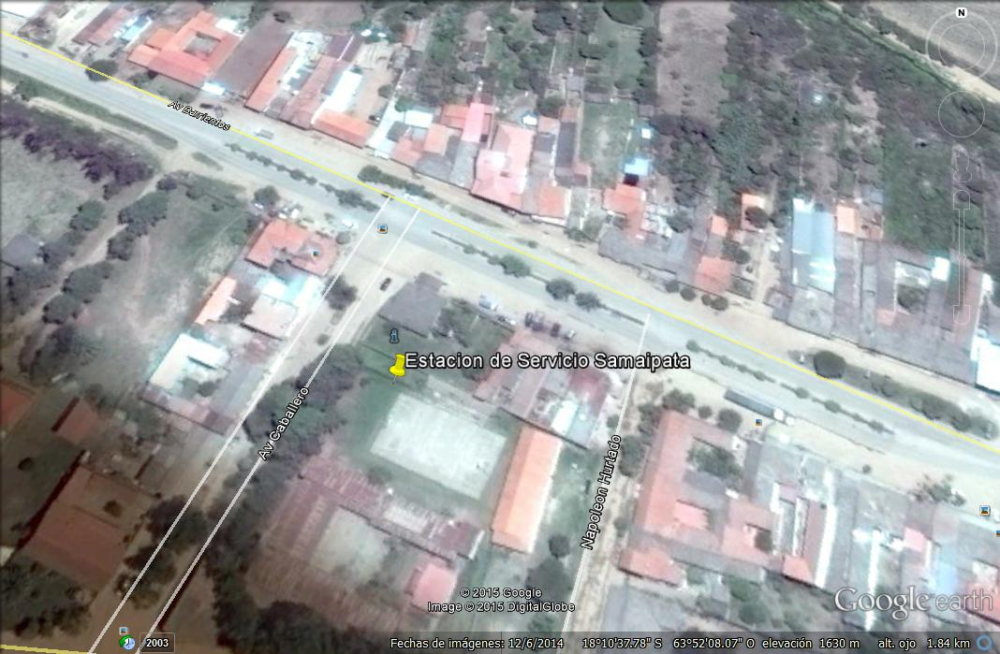 N
Av Barrientos
Estacion de Servicio Samaipata
Av Caballero
Napoleon Hurtado
© 2015 Google
Image © 2015 DigitalGlobe
Google earth
2003
Fechas de imágenes: 12/6/2014 18°10'37.78" S 63°52'08.07" O elevación 1630 m alt. ojo 1.84 km